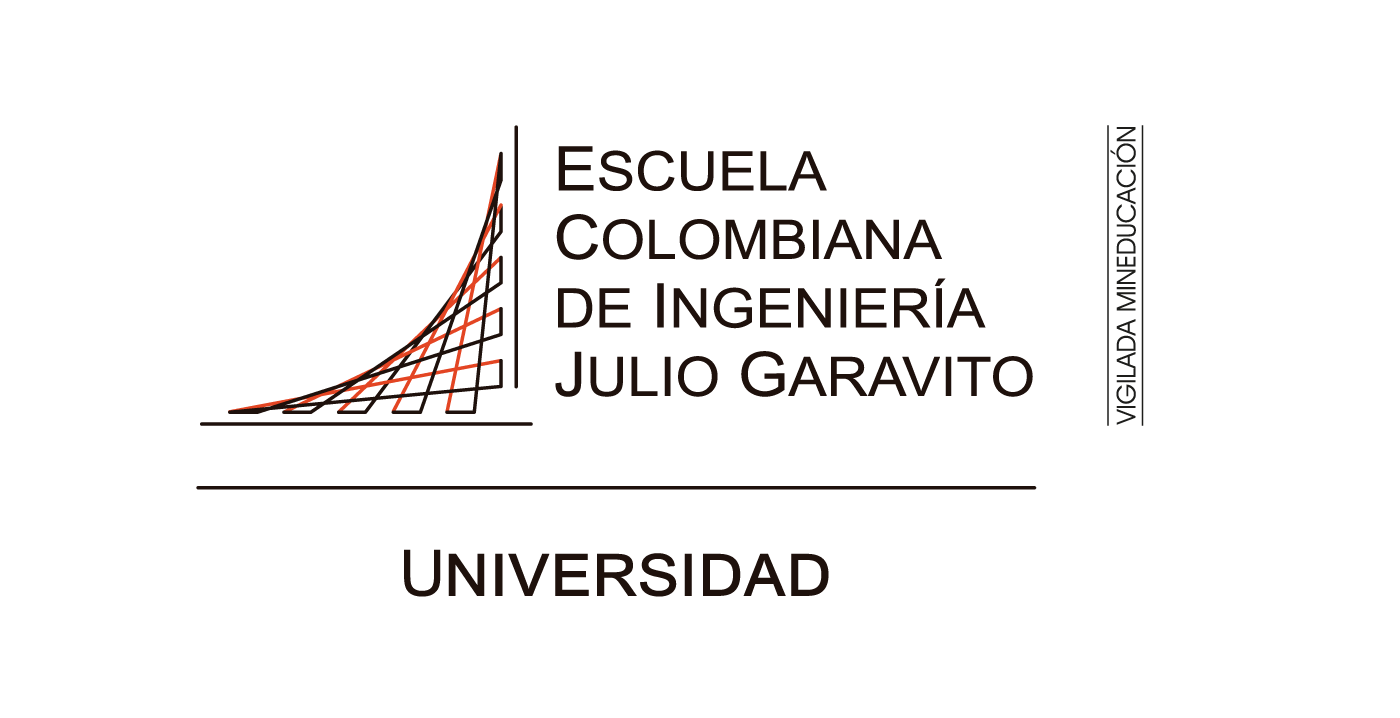 ESCUELA
COLOMBIANA
DE INGENIERÍA
JULIO GARAVITO
UNIVERSIDAD
VIGILADA MINEDUCACIÓN